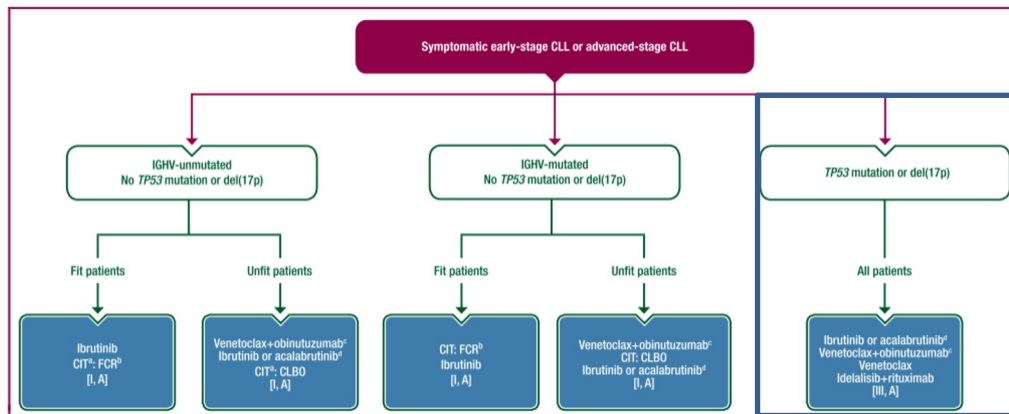 Symptomatic early-stage CLL or advanced-stage CLL
IGHV-unmutated
No TP53 mutation or del(17p)
IGHV-mutated
No TP53 mutation or del(17p)
TP53 mutation or del(17p)
Fit patients
Unfit patients
Fit patients
Unfit patients
All patients
Ibrutinib
CITᵃ: FCRᵇ
[I, A]
Venetoclax+obinutuzumabᶜ
Ibrutinib or acalabrutinibᵈ
CITᵃ: CLBO
[I, A]
CIT: FCRᵇ
Ibrutinib
[I, A]
Venetoclax+obinutuzumabᶜ
CIT: CLBO
Ibrutinib or acalabrutinibᵈ
[I, A]
Ibrutinib or acalabrutinibᵈ
Venetoclax+obinutuzumabᶜ
Venetoclax
Idelalisib+rituximab
[III, A]